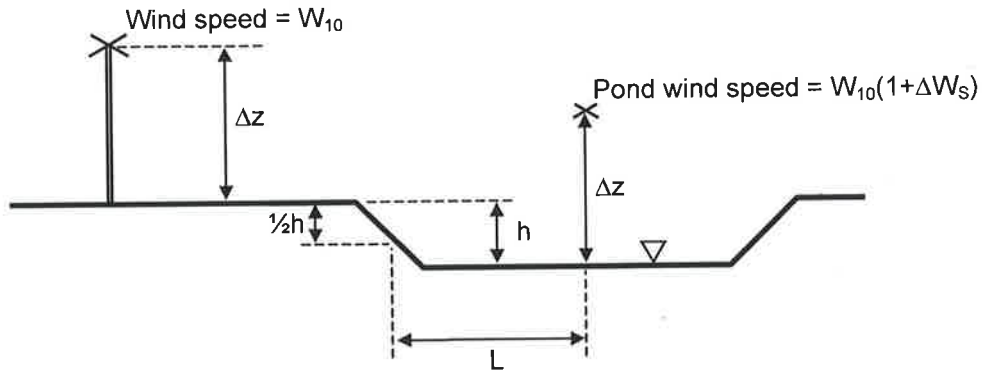 Wind speed = W₁₀
Pond wind speed = W₁₀(1+ΔWₛ)
Δz
Δz
½h
h
L